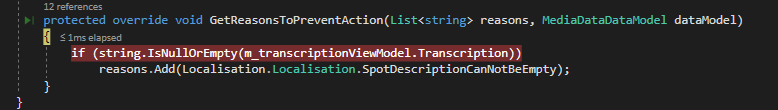 12 references
protected override void GetReasonsToPreventAction(List<string> reasons, MediaDataDataModel dataModel)
{ ≤ 1ms elapsed
if (string.IsNullOrEmpty(m_transcriptionViewModel.Transcription))
reasons.Add(Localisation.Localisation.SpotDescriptionCanNotBeEmpty);
}
}